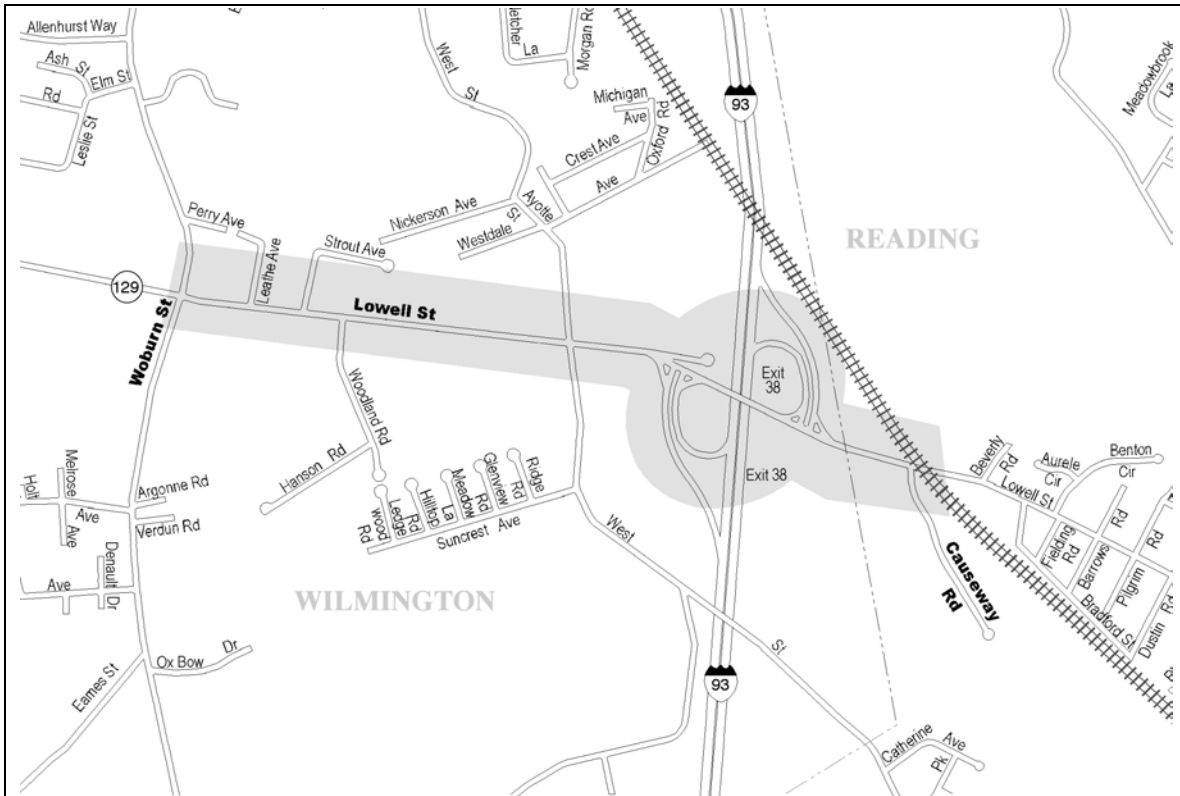 Allenhurst Way
Ash St
Elm St
Rd
Leslie St
West
St
La
Morgan Rd
Michigan
Ave
Oxford Rd
Crest Ave
Ave
Ayotte
St
Westdale
Nickerson Ave
93
Meadowbrook
La
READING
Perry Ave
Leathe Ave
Strout Ave
129
Woburn St
Lowell St
Exit
38
Exit 38
Woodland Rd
Hanson Rd
Melrose
Ave
Holt
Ave
Argonne Rd
Verdun Rd
Denault
Dr
Ave
Ledge
wood
Rd
Hilltop
Rd
Meadow
La
Glenview
Rd
Ridge
Rd
Suncrest Ave
West
St
WILMINGTON
Eames St
Ox Bow Dr
93
Causeway
Rd
Beverly
Rd
Aurele
Cir
Benton
Cir
Lowell St
Fielding
Rd
Barrows
Rd
Pilgrim
Rd
Bradford St
Dustin
Rd
Catherine Ave
Pk